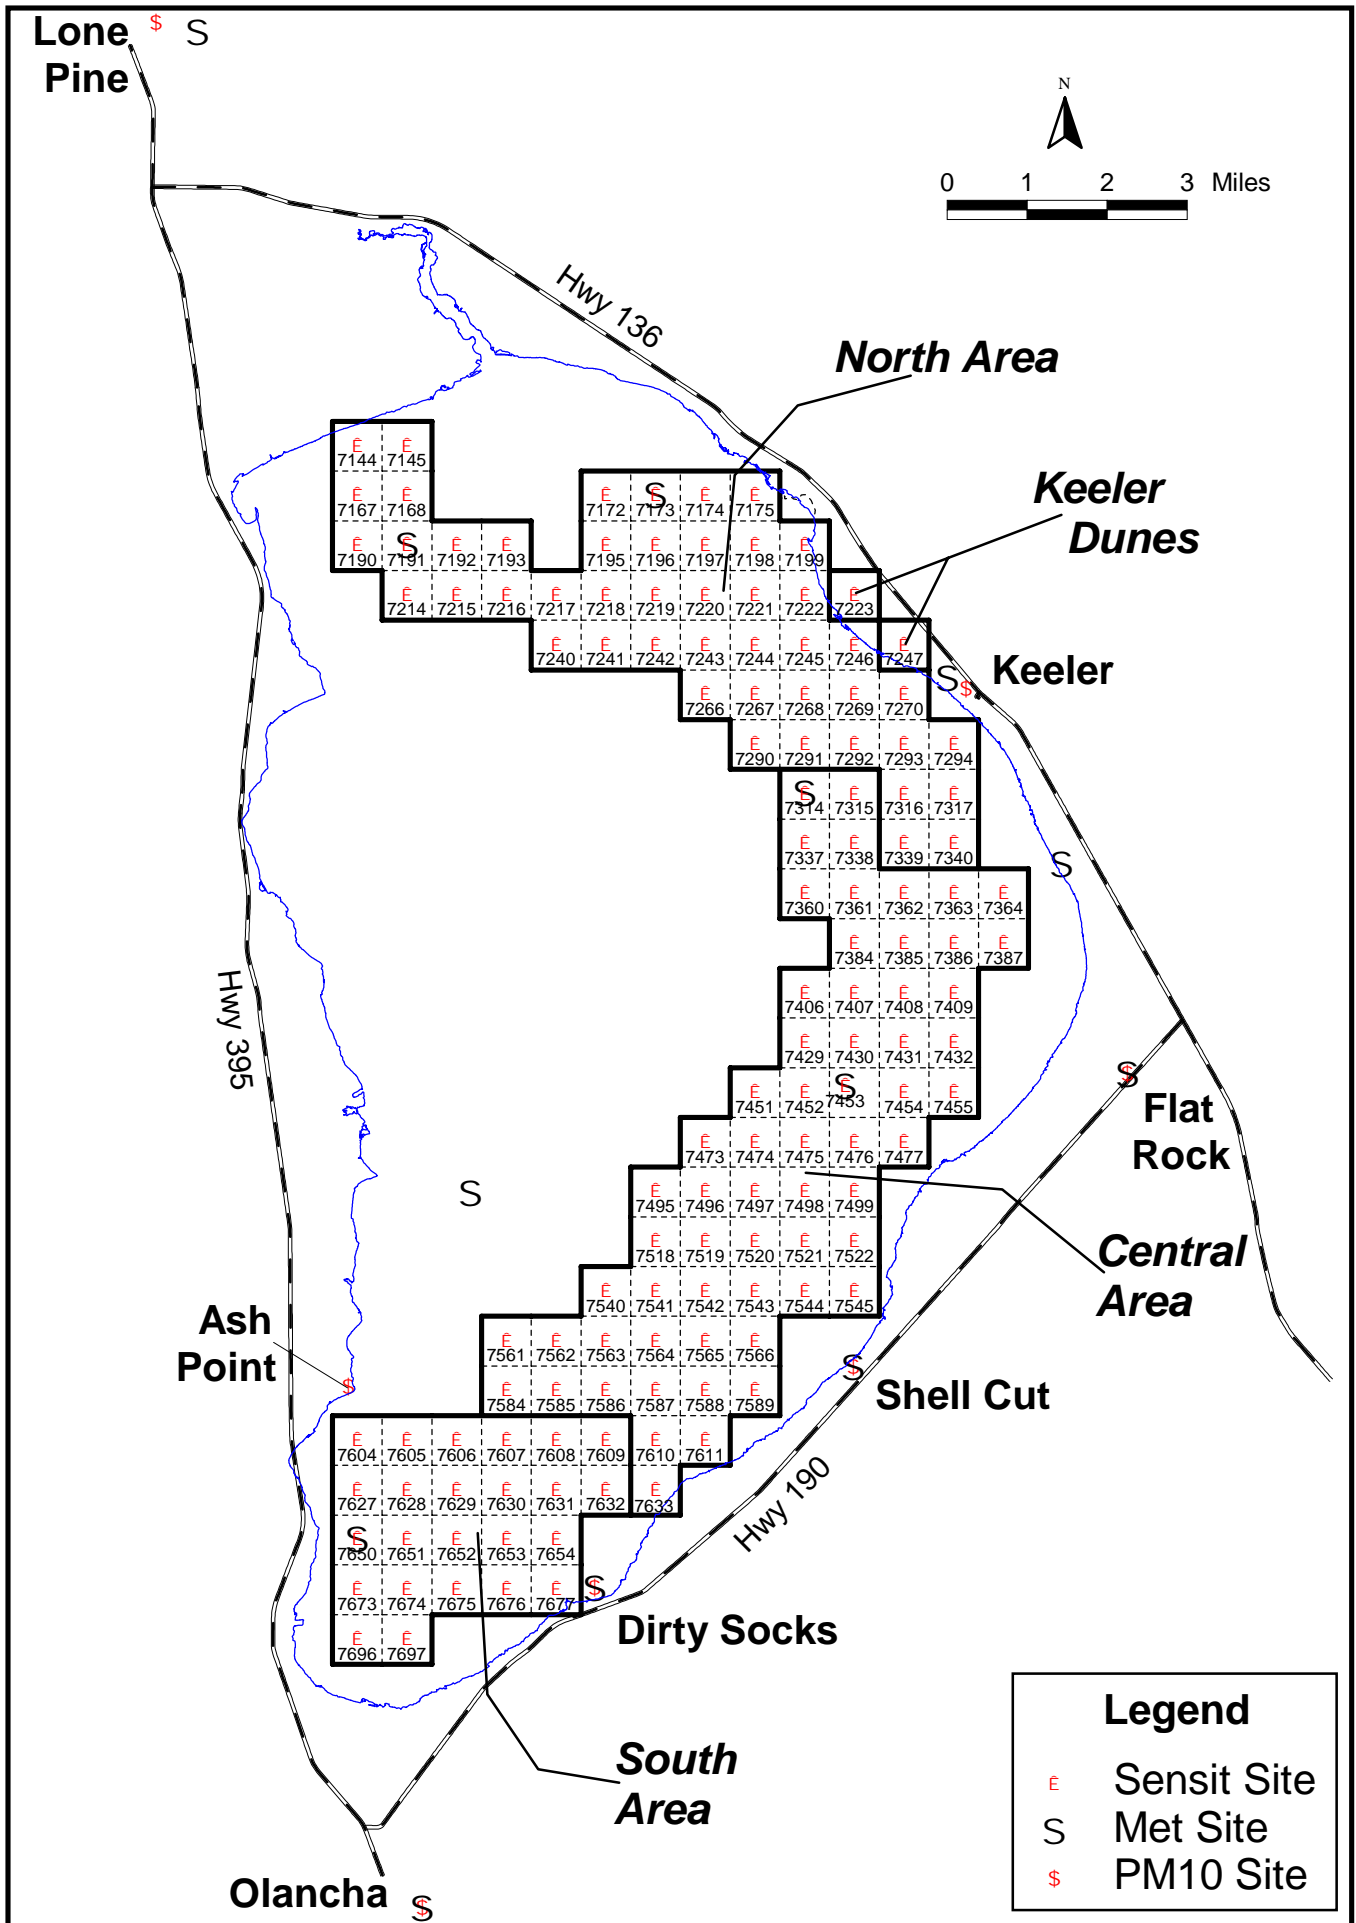 Lone $ S
Pine
N
0 1 2 3 Miles
Hwy 136
North Area
Keeler
Dunes
Ê Ê
7144 7145
Ê Ê Ê S Ê Ê Ê
7167 7168 7172 7173 7174 7175
Ê S Ê Ê Ê Ê Ê Ê Ê Ê
7190 7191 7192 7193 7195 7196 7197 7198 7199
Ê Ê Ê Ê Ê Ê Ê Ê Ê Ê
7214 7215 7216 7217 7218 7219 7220 7221 7222 7223
Ê Ê Ê Ê Ê Ê Ê Ê
7240 7241 7242 7243 7244 7245 7246 7247
S $ Keeler
Ê Ê Ê Ê Ê
7266 7267 7268 7269 7270
Ê Ê Ê Ê Ê
7290 7291 7292 7293 7294
S Ê Ê Ê Ê
7314 7315 7316 7317
Ê Ê Ê Ê S
7337 7338 7339 7340
Ê Ê Ê Ê Ê
7360 7361 7362 7363 7364
Ê Ê Ê Ê
7384 7385 7386 7387
Ê Ê Ê Ê
7406 7407 7408 7409
Hwy 395
Ê Ê Ê Ê
7429 7430 7431 7432
S $
Flat
Rock
Ê Ê S Ê Ê Ê
7451 7452 7453 7454 7455
Ê Ê Ê Ê Ê
7473 7474 7475 7476 7477
S Ê Ê Ê Ê Ê
7495 7496 7497 7498 7499
Ê Ê Ê Ê Ê
7518 7519 7520 7521 7522
Central
Area
Ê Ê Ê Ê Ê Ê
7540 7541 7542 7543 7544 7545
Ash
Point
$
Ê Ê Ê Ê Ê Ê
7561 7562 7563 7564 7565 7566
S $
Shell Cut
Ê Ê Ê Ê Ê Ê
7584 7585 7586 7587 7588 7589
Ê Ê Ê Ê Ê Ê Ê Ê
7604 7605 7606 7607 7608 7609 7610 7611
Ê Ê Ê Ê Ê Ê Ê
7627 7628 7629 7630 7631 7632 7633
Hwy 190
S Ê Ê Ê Ê Ê
7650 7651 7652 7653 7654
Ê Ê Ê Ê Ê S $
7673 7674 7675 7676 7677
Dirty Socks
Ê Ê
7696 7697
South
Area
Olancha S $
Legend
Ê Sensit Site
S Met Site
$ PM10 Site